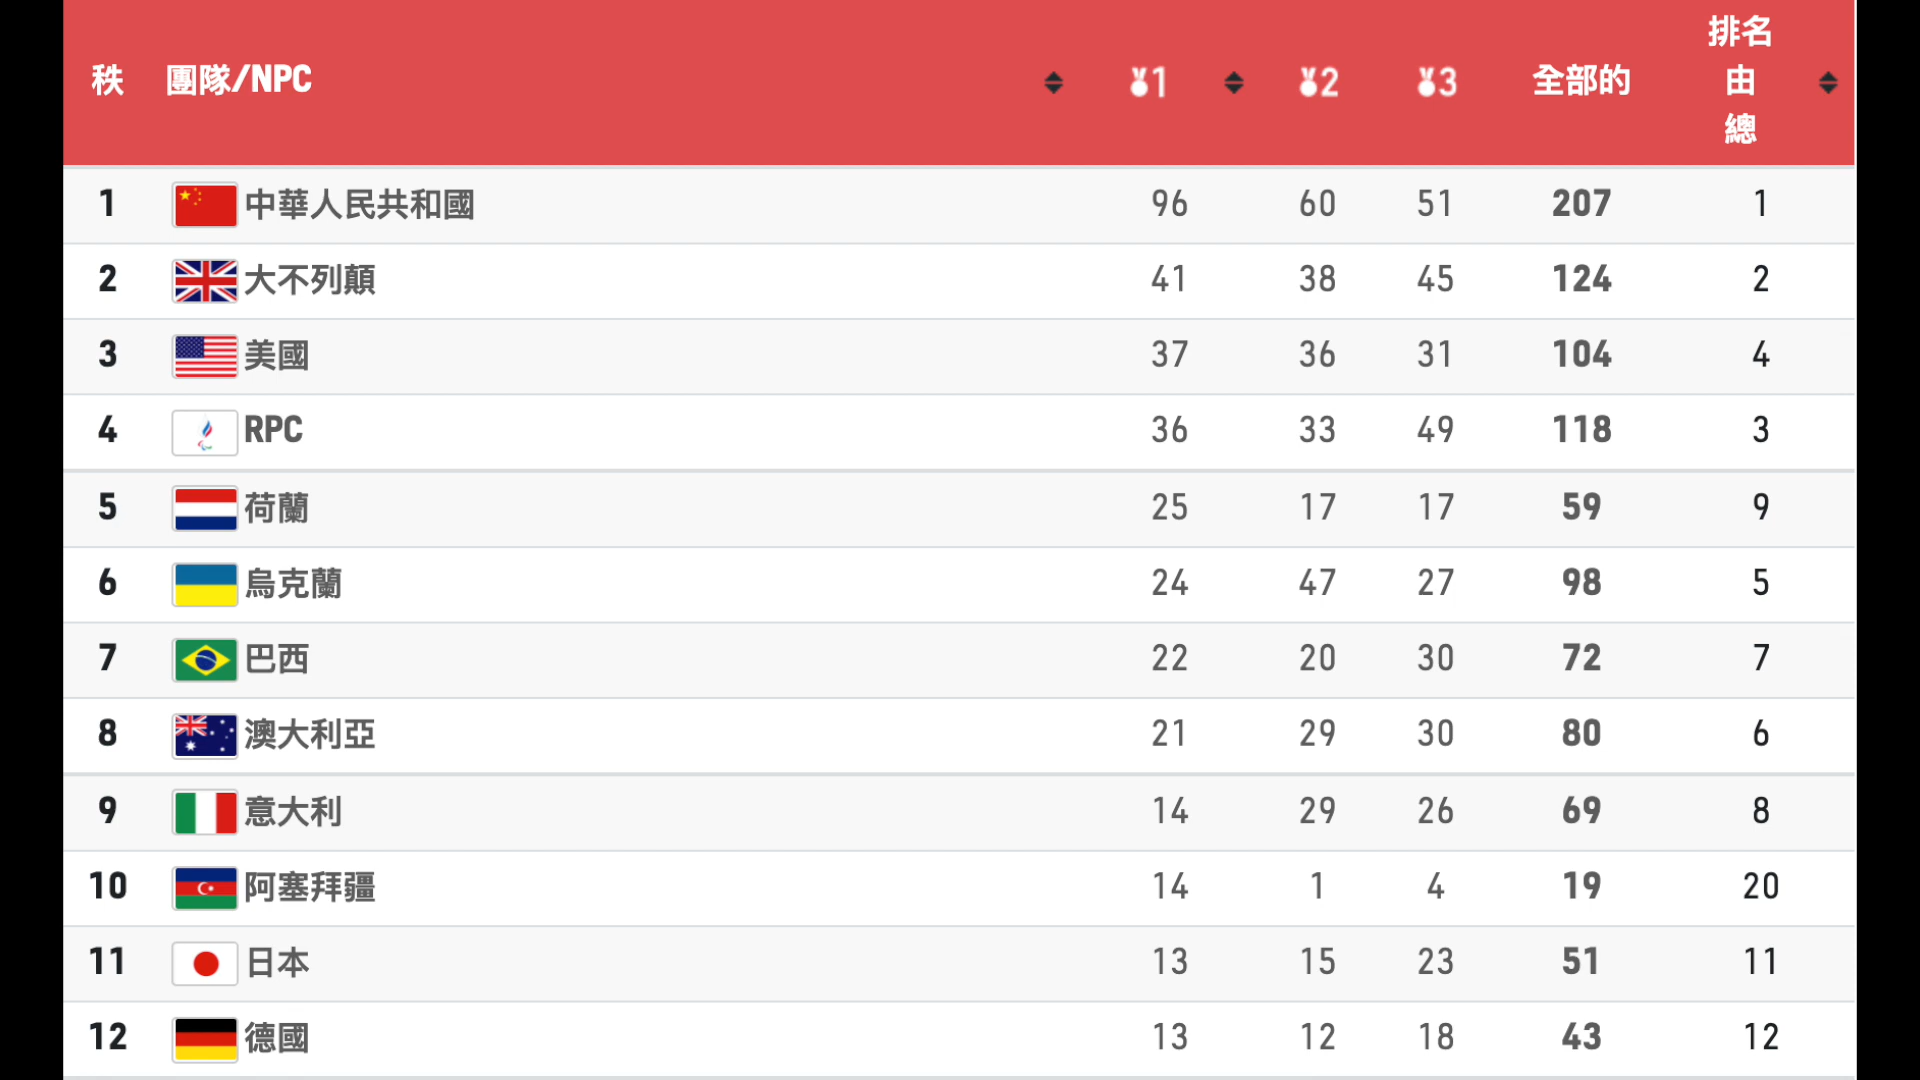 秩 團隊/NPC 1 2 3 全部的 排名
由
總
1 中華人民共和國 96 60 51 207 1
2 大不列顛 41 38 45 124 2
3 美國 37 36 31 104 4
4 RPC 36 33 49 118 3
5 荷蘭 25 17 17 59 9
6 烏克蘭 24 47 27 98 5
7 巴西 22 20 30 72 7
8 澳大利亞 21 29 30 80 6
9 意大利 14 29 26 69 8
10 阿塞拜疆 14 1 4 19 20
11 日本 13 15 23 51 11
12 德國 13 12 18 43 12